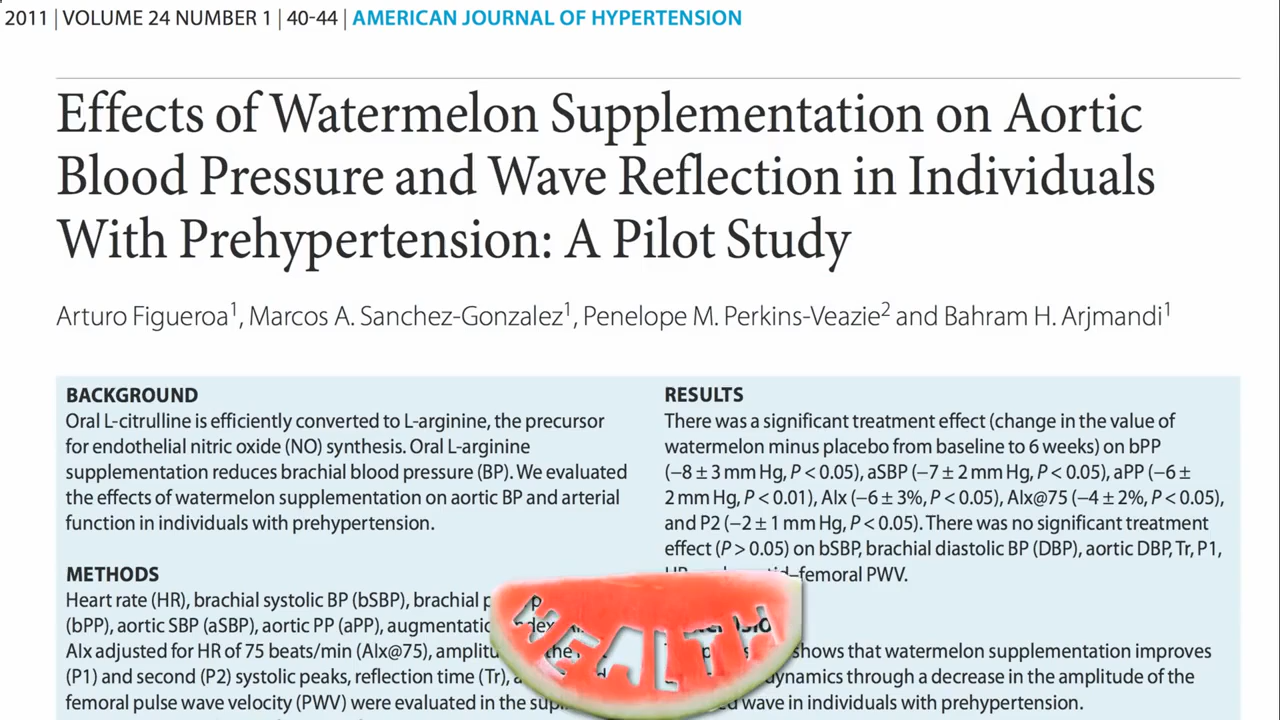 2011 | VOLUME 24 NUMBER 1 | 40-44 | AMERICAN JOURNAL OF HYPERTENSION
Effects of Watermelon Supplementation on Aortic
Blood Pressure and Wave Reflection in Individuals
With Prehypertension: A Pilot Study
Arturo Figueroa1, Marcos A. Sanchez-Gonzalez1, Penelope M. Perkins-Veazie2 and Bahram H. Arjmandi1
BACKGROUND
Oral L-citrulline is efficiently converted to L-arginine, the precursor
for endothelial nitric oxide (NO) synthesis. Oral L-arginine
supplementation reduces brachial blood pressure (BP). We evaluated
the effects of watermelon supplementation on aortic BP and arterial
function in individuals with prehypertension.
METHODS
Heart rate (HR), brachial systolic BP (bSBP), brachial
(bPP), aortic SBP (aSBP), aortic PP (aPP),
AIx adjusted for HR of 75 beats/min (AIx@75),
(P1) and second (P2) systolic peaks, reflection time (Tr),
femoral pulse wave velocity (PWV) were evaluated in the
RESULTS
There was a significant treatment effect (change in the value of
watermelon minus placebo from baseline to 6 weeks) on bPP
(−8 ± 3 mm Hg, P < 0.05), aSBP (−7 ± 2 mm Hg, P < 0.05), aPP (−6 ±
2 mm Hg, P < 0.01), AIx (−6 ± 3%, P < 0.05), AIx@75 (−4 ± 2%, P < 0.05),
and P2 (−2 ± 1 mm Hg, P < 0.05). There was no significant treatment
effect (P > 0.05) on bSBP, brachial diastolic BP (DBP), aortic DBP, Tr, P1,
–femoral PWV.
shows that watermelon supplementation improves
through a decrease in the amplitude of the
wave in individuals with prehypertension.
HEALTH